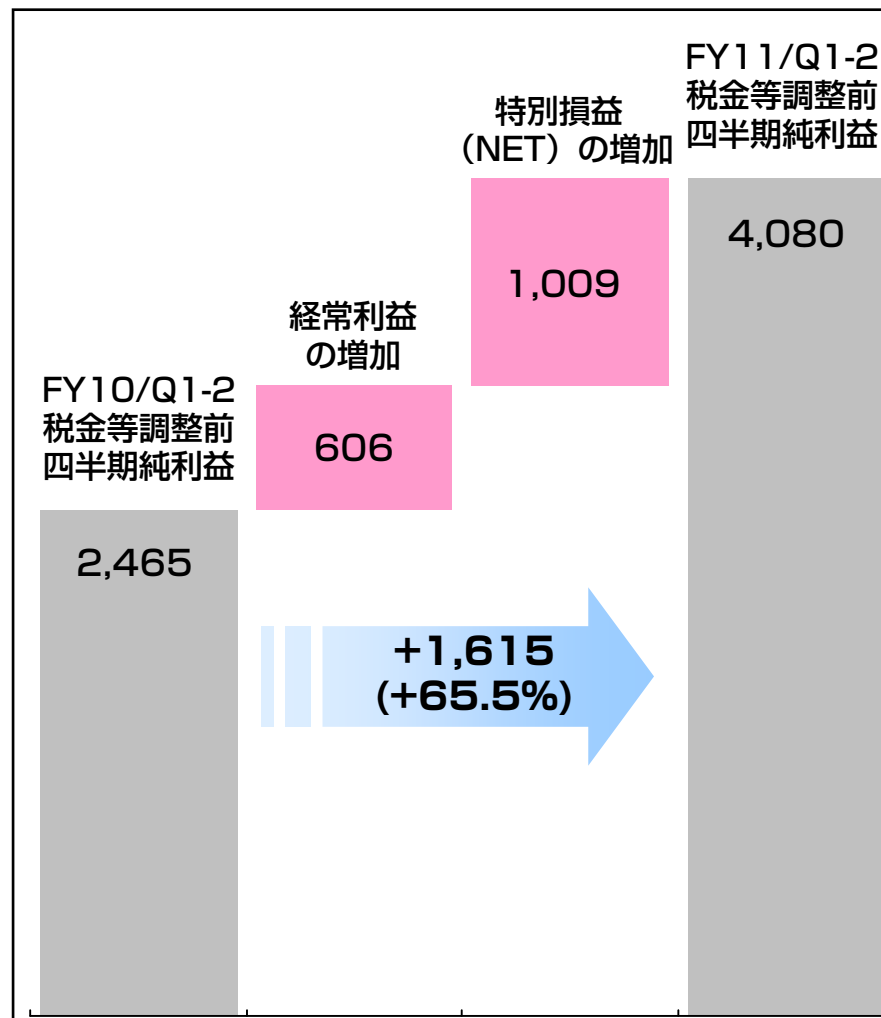 FY10/Q1-2
税金等調整前
四半期純利益
2,465
経常利益
の増加
606
特別損益
（NET）の増加
1,009
FY11/Q1-2
税金等調整前
四半期純利益
4,080
+1,615
(+65.5%)